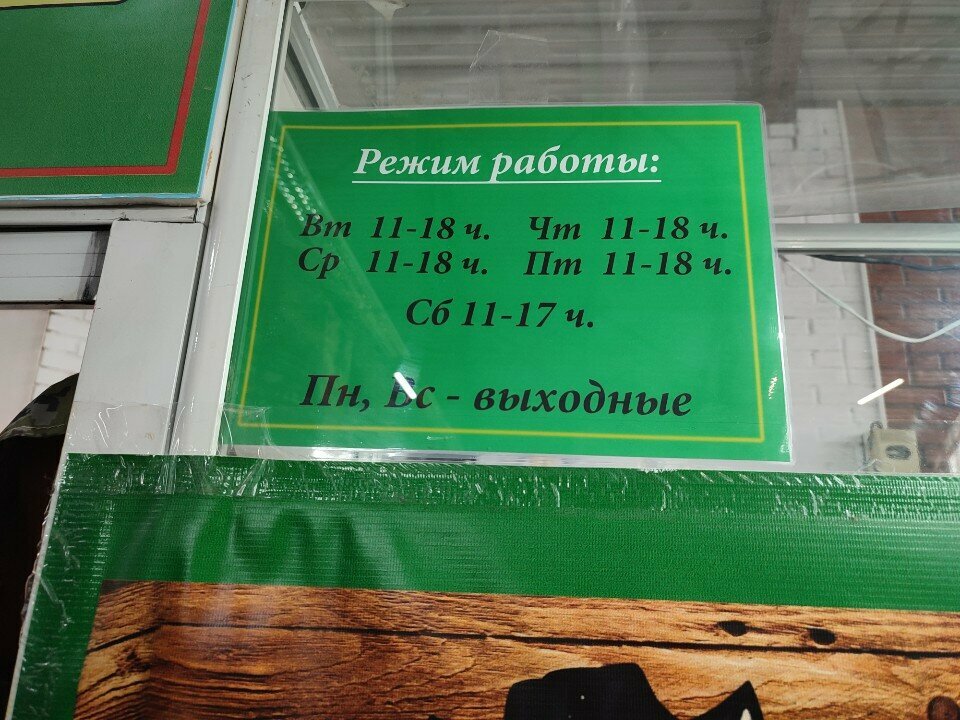 Режим работы:
Вт 11-18 ч. Чт 11-18 ч.
Ср 11-18 ч. Пт 11-18 ч.
Сб 11-17 ч.
Пн, Вс - выходные